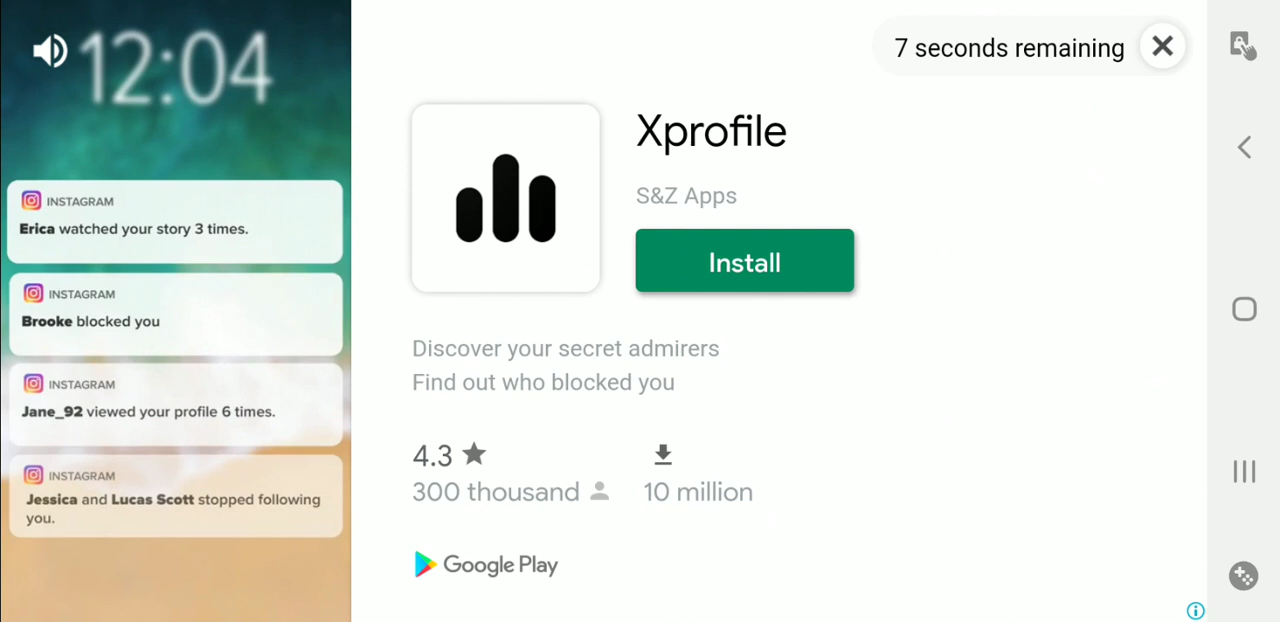 12:04
INSTAGRAM
Erica watched your story 3 times.
INSTAGRAM
Brooke blocked you
INSTAGRAM
Jane_92 viewed your profile 6 times.
INSTAGRAM
Jessica and Lucas Scott stopped following
you.
7 seconds remaining
Xprofile
S&Z Apps
Install
Discover your secret admirers
Find out who blocked you
4.3
300 thousand
10 million
Google Play